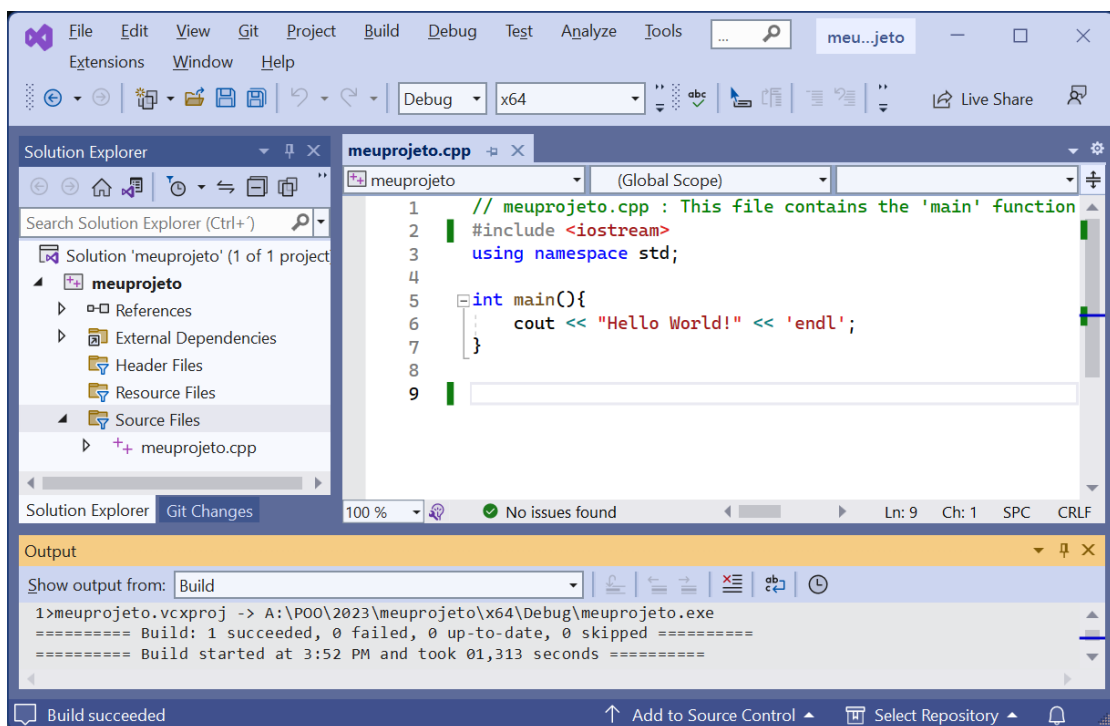 File Edit View Git Project Build Debug Test Analyze Tools ... meu...jeto
Extensions Window Help
Debug x64 abc Live Share
Solution Explorer
meuprojeto.cpp
meuprojeto (Global Scope)
Search Solution Explorer (Ctrl+´)
Solution 'meuprojeto' (1 of 1 project
meuprojeto
References
External Dependencies
Header Files
Resource Files
Source Files
meuprojeto.cpp
Solution Explorer Git Changes
1 // meuprojeto.cpp : This file contains the 'main' function
2 #include <iostream>
3 using namespace std;
4
5 int main(){
6 cout << "Hello World!" << 'endl';
7 }
8
9
100 % No issues found Ln: 9 Ch: 1 SPC CRLF
Output
Show output from: Build
1>meuprojeto.vcxproj -> A:\POO\2023\meuprojeto\x64\Debug\meuprojeto.exe
========== Build: 1 succeeded, 0 failed, 0 up-to-date, 0 skipped ==========
========== Build started at 3:52 PM and took 01,313 seconds ==========
Build succeeded Add to Source Control Select Repository